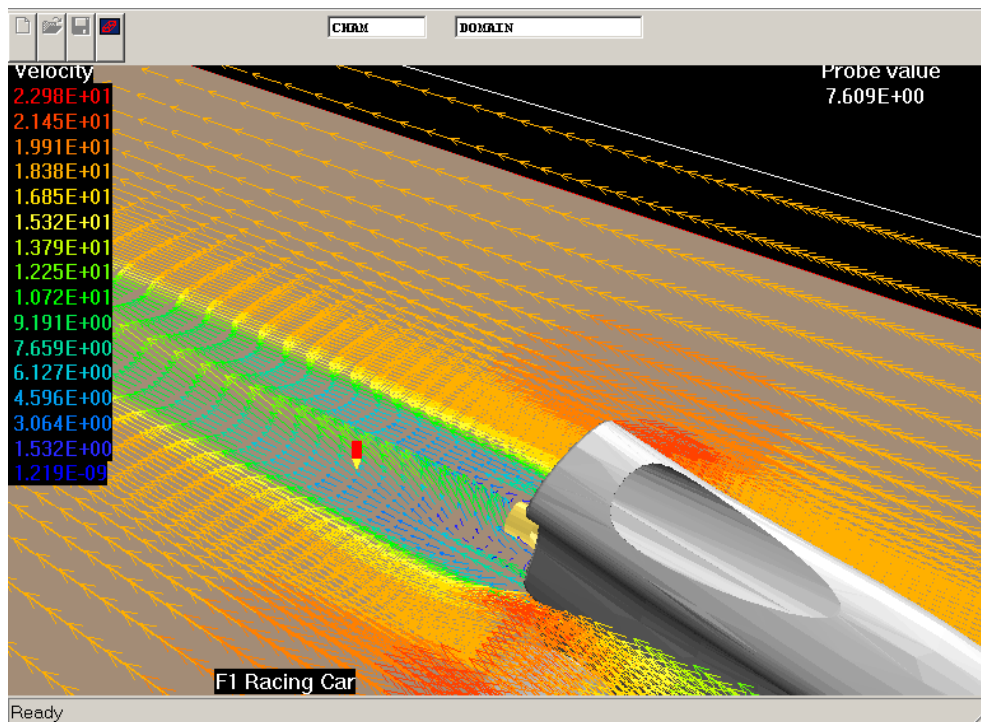 CHAM DOMAIN
Velocity
2.298E+01
2.145E+01
1.991E+01
1.838E+01
1.685E+01
1.532E+01
1.379E+01
1.225E+01
1.072E+01
9.191E+00
7.659E+00
6.127E+00
4.596E+00
3.064E+00
1.532E+00
1.219E-09
Probe value
7.609E+00
F1 Racing Car
Ready